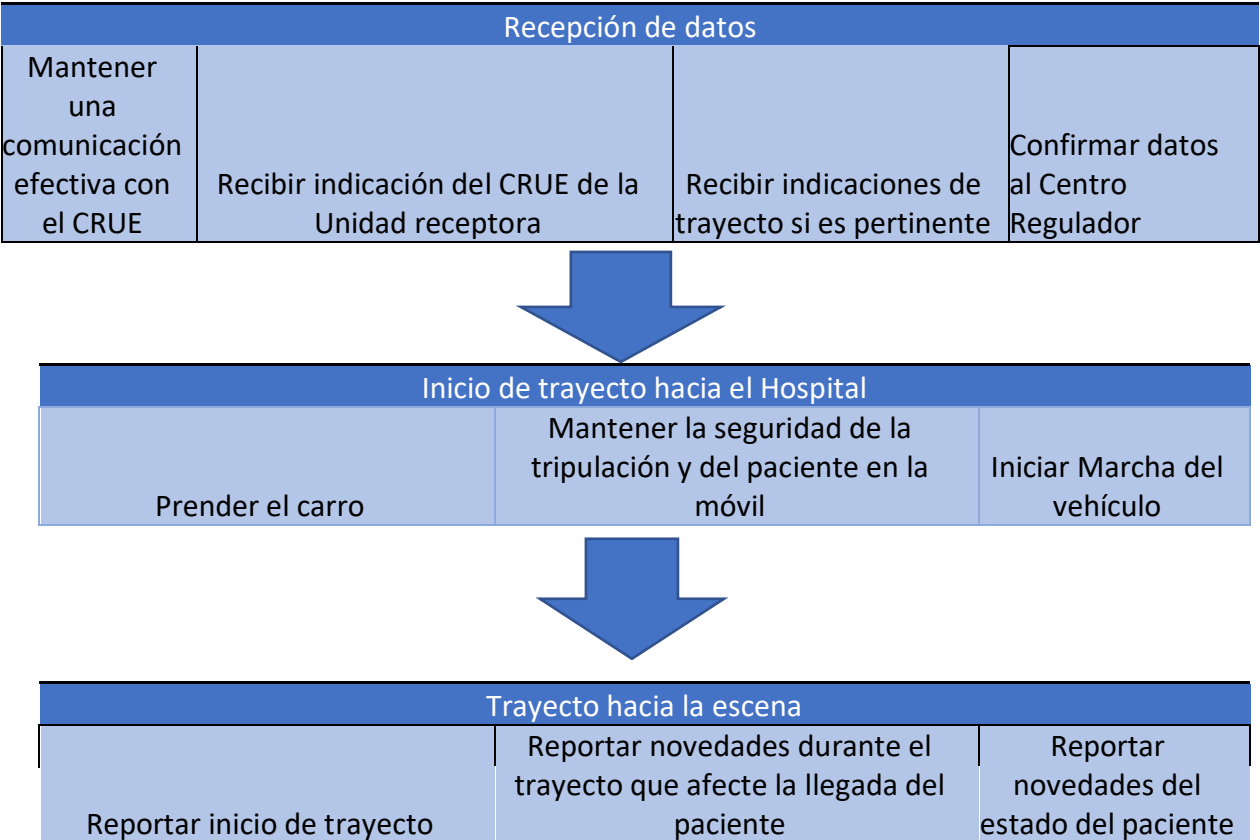 Recepción de datos
Mantener
una
comunicación
efectiva con
el CRUE
Recibir indicación del CRUE de la
Unidad receptora
Recibir indicaciones de
trayecto si es pertinente
Confirmar datos
al Centro
Regulador
Inicio de trayecto hacia el Hospital
Prender el carro
Mantener la seguridad de la
tripulación y del paciente en la
móvil
Iniciar Marcha del
vehículo
Trayecto hacia la escena
Reportar inicio de trayecto
Reportar novedades durante el
trayecto que afecte la llegada del
paciente
Reportar
novedades del
estado del paciente